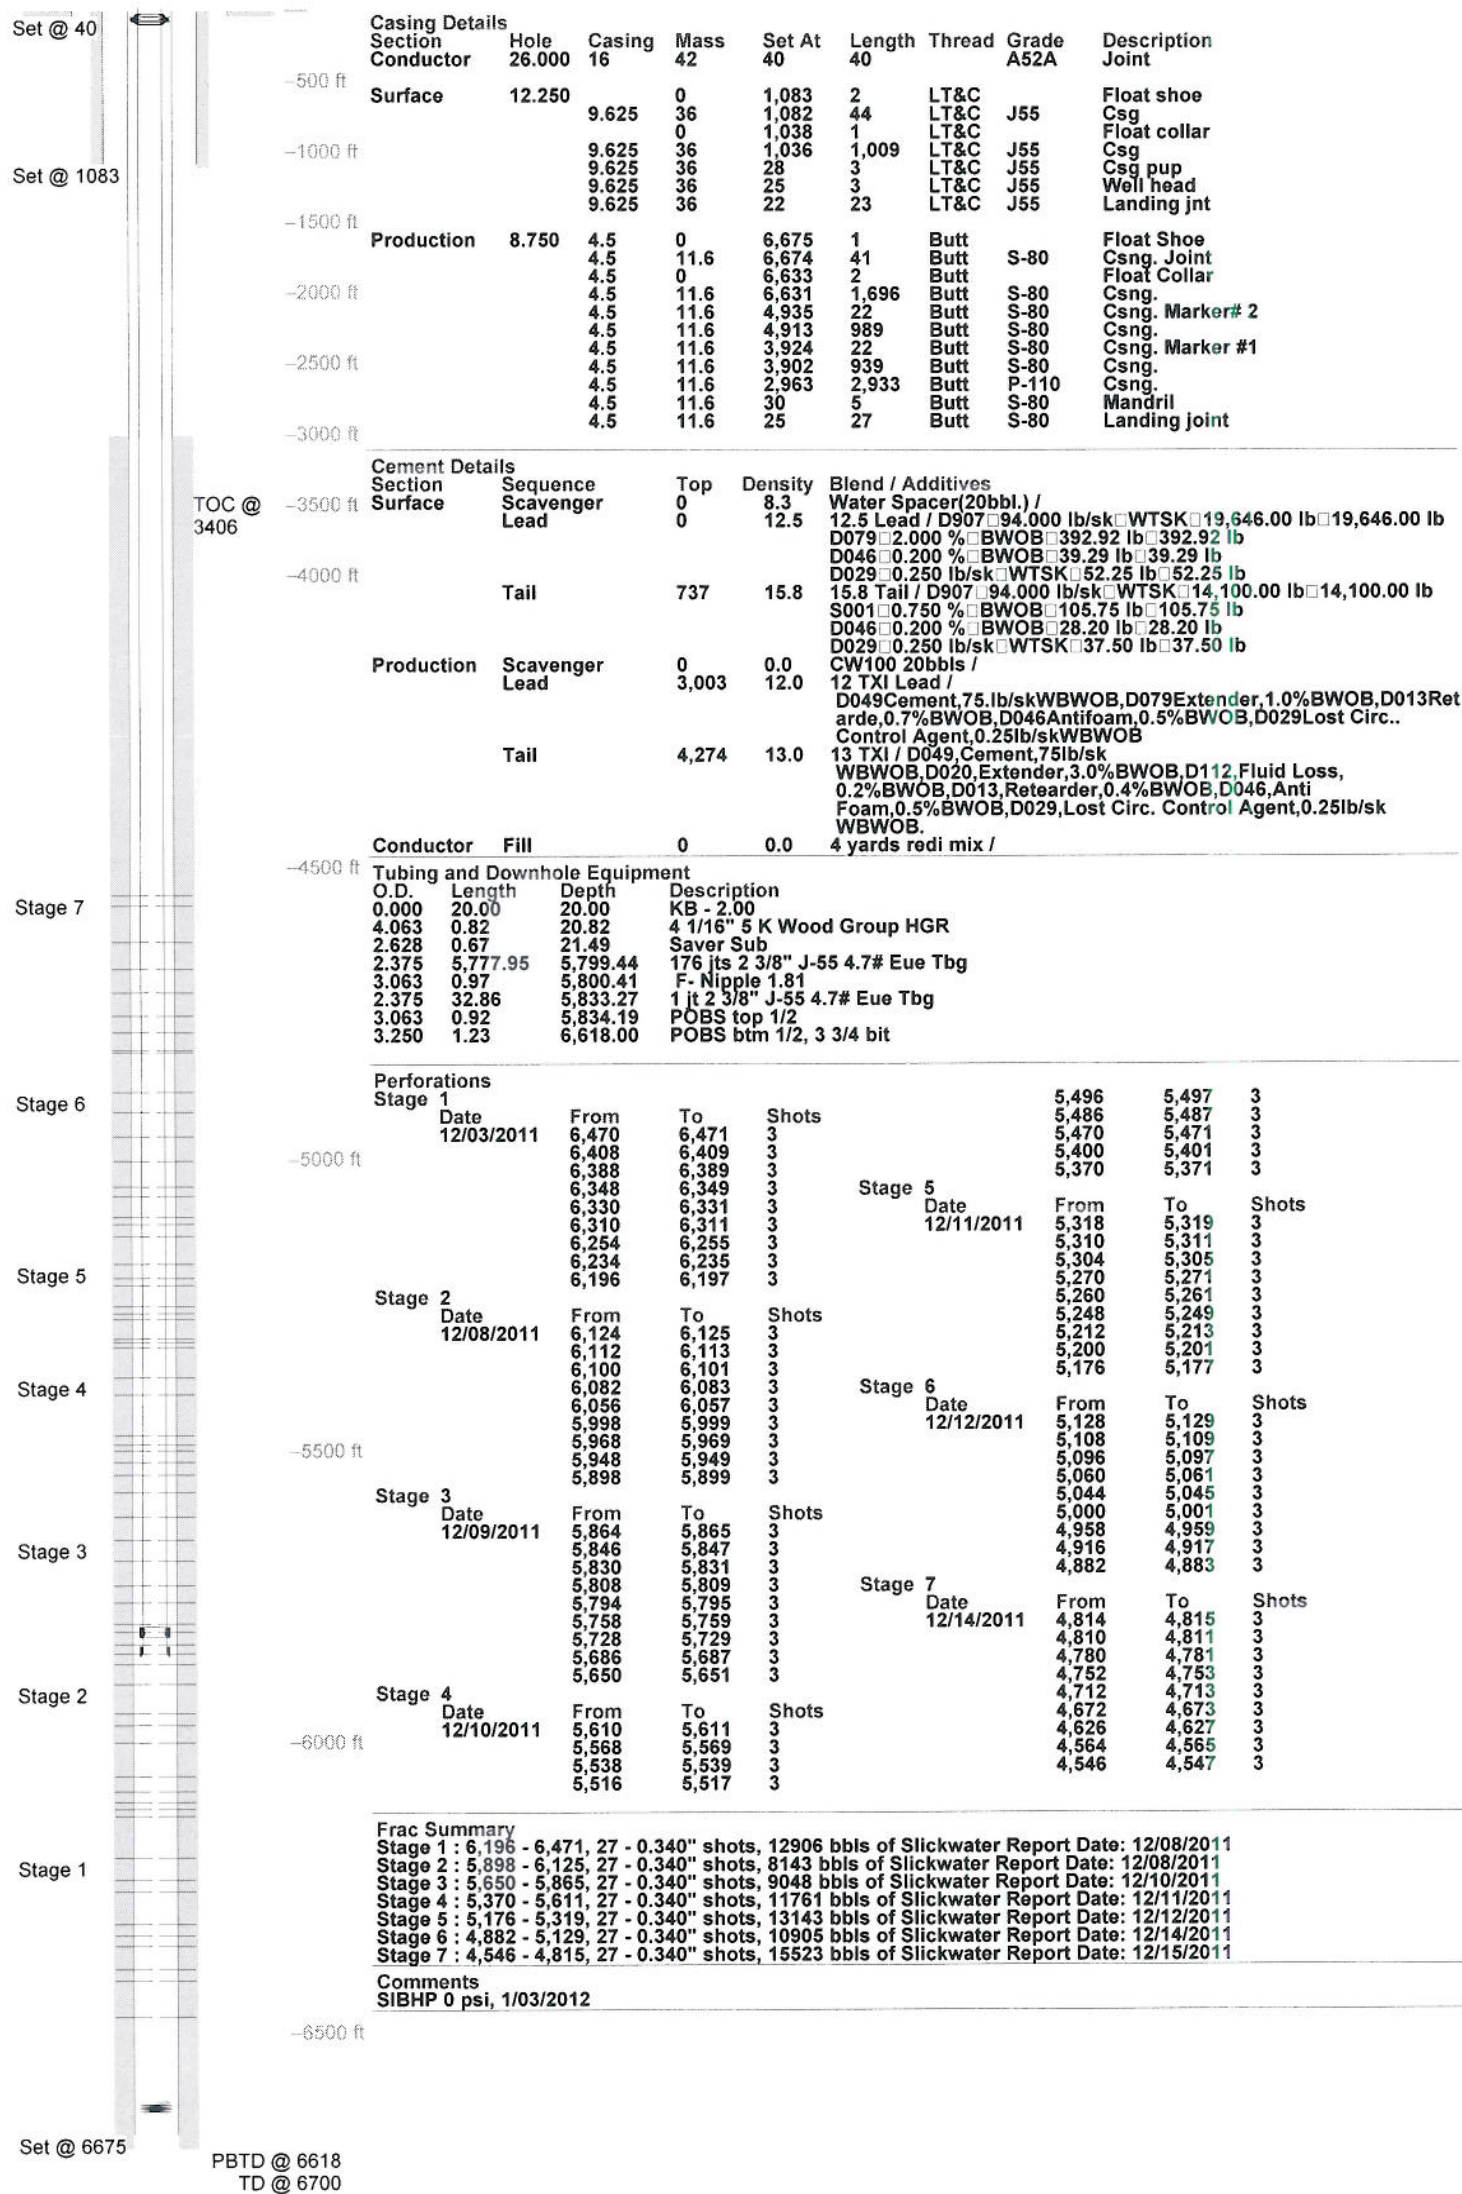 Set @ 40
Set @ 1083
TOC @
3406
Stage 7
Stage 6
Stage 5
Stage 4
Stage 3
Stage 2
Stage 1
Set @ 6675
PBTD @ 6618
TD @ 6700
-500 ft
-1000 ft
-1500 ft
-2000 ft
-2500 ft
-3000 ft
-3500 ft
-4000 ft
-4500 ft
-5000 ft
-5500 ft
-6000 ft
-6500 ft
Casing Details
Section Hole Casing Mass Set At Length Thread Grade Description
Conductor 26.000 16 42 40 40 A52A Joint
Surface 12.250 0 1,083 2 LT&C Float shoe
9.625 36 1,082 44 LT&C J55 Csg
0 1,038 1 LT&C Float collar
9.625 36 1,036 1,009 LT&C J55 Csg
9.625 36 28 3 LT&C J55 Csg pup
9.625 36 25 3 LT&C J55 Well head
9.625 36 22 23 LT&C J55 Landing jnt
Production 8.750 4.5 0 6,675 1 Butt Float Shoe
4.5 11.6 6,674 41 Butt S-80 Csng. Joint
4.5 0 6,633 2 Butt Float Collar
4.5 11.6 6,631 1,696 Butt S-80 Csng.
4.5 11.6 4,935 22 Butt S-80 Csng. Marker# 2
4.5 11.6 4,913 989 Butt S-80 Csng.
4.5 11.6 3,924 22 Butt S-80 Csng. Marker #1
4.5 11.6 3,902 939 Butt S-80 Csng.
4.5 11.6 2,963 2,933 Butt P-110 Csng.
4.5 11.6 30 5 Butt S-80 Mandril
4.5 11.6 25 27 Butt S-80 Landing joint
Cement Details
Section Sequence Top Density Blend / Additives
Surface Scavenger 0 8.3 Water Spacer(20bbl.) /
Lead 0 12.5 12.5 Lead / D907□94.000 lb/sk□WTSK□19,646.00 lb□19,646.00 lb
D079□2.000 %□BWOB□392.92 lb□392.92 lb
D046□0.200 %□BWOB□39.29 lb□39.29 lb
D029□0.250 lb/sk□WTSK□52.25 lb□52.25 lb
Tail 737 15.8 15.8 Tail / D907□94.000 lb/sk□WTSK□14,100.00 lb□14,100.00 lb
S001□0.750 %□BWOB□105.75 lb□105.75 lb
D046□0.200 %□BWOB□28.20 lb□28.20 lb
D029□0.250 lb/sk□WTSK□37.50 lb□37.50 lb
Production Scavenger 0 0.0 CW100 20bbls /
Lead 3,003 12.0 12 TXI Lead /
D049Cement,75.lb/skWBWOB,D079Extender,1.0%BWOB,D013Ret
arde,0.7%BWOB,D046Antifoam,0.5%BWOB,D029Lost Circ..
Control Agent,0.25lb/skWBWOB
Tail 4,274 13.0 13 TXI / D049,Cement,75lb/sk
WBWOB,D020,Extender,3.0%BWOB,D112,Fluid Loss,
0.2%BWOB,D013,Retearder,0.4%BWOB,D046,Anti
Foam,0.5%BWOB,D029,Lost Circ. Control Agent,0.25lb/sk
WBWOB.
Conductor Fill 0 0.0 4 yards redi mix /
Tubing and Downhole Equipment
O.D. Length Depth Description
0.000 20.00 20.00 KB - 2.00
4.063 0.82 20.82 4 1/16" 5 K Wood Group HGR
2.628 0.67 21.49 Saver Sub
2.375 5,777.95 5,799.44 176 jts 2 3/8" J-55 4.7# Eue Tbg
3.063 0.97 5,800.41 F- Nipple 1.81
2.375 32.86 5,833.27 1 jt 2 3/8" J-55 4.7# Eue Tbg
3.063 0.92 5,834.19 POBS top 1/2
3.250 1.23 6,618.00 POBS btm 1/2, 3 3/4 bit
Perforations
Stage 1
Date From To Shots
12/03/2011 6,470 6,471 3
6,408 6,409 3
6,388 6,389 3
6,348 6,349 3
6,330 6,331 3
6,310 6,311 3
6,254 6,255 3
6,234 6,235 3
6,196 6,197 3
Stage 2
Date From To Shots
12/08/2011 6,124 6,125 3
6,112 6,113 3
6,100 6,101 3
6,082 6,083 3
6,056 6,057 3
5,998 5,999 3
5,968 5,969 3
5,948 5,949 3
5,898 5,899 3
Stage 3
Date From To Shots
12/09/2011 5,864 5,865 3
5,846 5,847 3
5,830 5,831 3
5,808 5,809 3
5,794 5,795 3
5,758 5,759 3
5,728 5,729 3
5,686 5,687 3
5,650 5,651 3
Stage 4
Date From To Shots
12/10/2011 5,610 5,611 3
5,568 5,569 3
5,538 5,539 3
5,516 5,517 3
5,496 5,497 3
5,486 5,487 3
5,470 5,471 3
5,400 5,401 3
5,370 5,371 3
Stage 5
Date From To Shots
12/11/2011 5,318 5,319 3
5,310 5,311 3
5,304 5,305 3
5,270 5,271 3
5,260 5,261 3
5,248 5,249 3
5,212 5,213 3
5,200 5,201 3
5,176 5,177 3
Stage 6
Date From To Shots
12/12/2011 5,128 5,129 3
5,108 5,109 3
5,096 5,097 3
5,060 5,061 3
5,044 5,045 3
5,000 5,001 3
4,958 4,959 3
4,916 4,917 3
4,882 4,883 3
Stage 7
Date From To Shots
12/14/2011 4,814 4,815 3
4,810 4,811 3
4,780 4,781 3
4,752 4,753 3
4,712 4,713 3
4,672 4,673 3
4,626 4,627 3
4,564 4,565 3
4,546 4,547 3
Frac Summary
Stage 1 : 6,196 - 6,471, 27 - 0.340" shots, 12906 bbls of Slickwater Report Date: 12/08/2011
Stage 2 : 5,898 - 6,125, 27 - 0.340" shots, 8143 bbls of Slickwater Report Date: 12/08/2011
Stage 3 : 5,650 - 5,865, 27 - 0.340" shots, 9048 bbls of Slickwater Report Date: 12/10/2011
Stage 4 : 5,370 - 5,611, 27 - 0.340" shots, 11761 bbls of Slickwater Report Date: 12/11/2011
Stage 5 : 5,176 - 5,319, 27 - 0.340" shots, 13143 bbls of Slickwater Report Date: 12/12/2011
Stage 6 : 4,882 - 5,129, 27 - 0.340" shots, 10905 bbls of Slickwater Report Date: 12/14/2011
Stage 7 : 4,546 - 4,815, 27 - 0.340" shots, 15523 bbls of Slickwater Report Date: 12/15/2011
Comments
SIBHP 0 psi, 1/03/2012